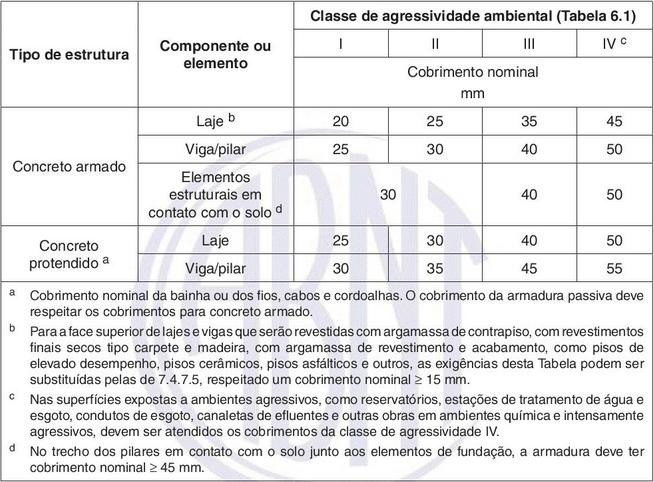 Tipo de estrutura
Componente ou
elemento
Classe de agressividade ambiental (Tabela 6.1)
I II III IV c
Cobrimento nominal
mm
Concreto armado
Laje b 20 25 35 45
Viga/pilar 25 30 40 50
Elementos
estruturais em
contato com o solo d
30 40 50
Concreto
protendido a
Laje 25 30 40 50
Viga/pilar 30 35 45 55
a Cobrimento nominal da bainha ou dos fios, cabos e cordoalhas. O cobrimento da armadura passiva deve
respeitar os cobrimentos para concreto armado.
b Para a face superior de lajes e vigas que serão revestidas com argamassa de contrapiso, com revestimentos
finais secos tipo carpete e madeira, com argamassa de revestimento e acabamento, como pisos de
elevado desempenho, pisos cerâmicos, pisos asfálticos e outros, as exigências desta Tabela podem ser
substituídas pelas de 7.4.7.5, respeitado um cobrimento nominal ≥ 15 mm.
c Nas superfícies expostas a ambientes agressivos, como reservatórios, estações de tratamento de água e
esgoto, condutos de esgoto, canaletas de efluentes e outras obras em ambientes química e intensamente
agressivos, devem ser atendidos os cobrimentos da classe de agressividade IV.
d No trecho dos pilares em contato com o solo junto aos elementos de fundação, a armadura deve ter
cobrimento nominal ≥ 45 mm.
ABNT